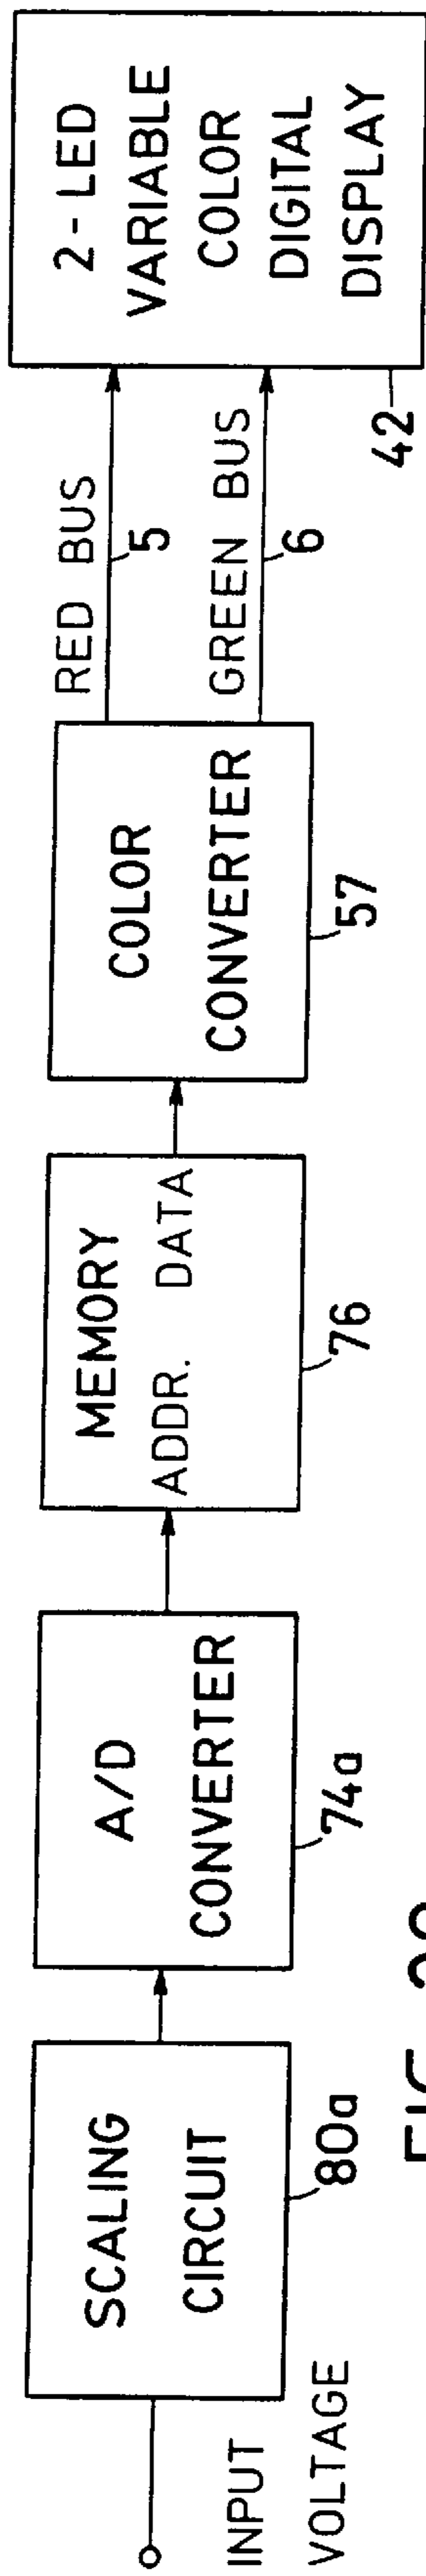 INPUT
VOLTAGE
SCALING
CIRCUIT
80a
A/D
CONVERTER
74a
MEMORY
ADDR. DATA
76
COLOR
CONVERTER
57
RED BUS
5
GREEN BUS
6
2-LED
VARIABLE
COLOR
DIGITAL
DISPLAY
42
FIG.